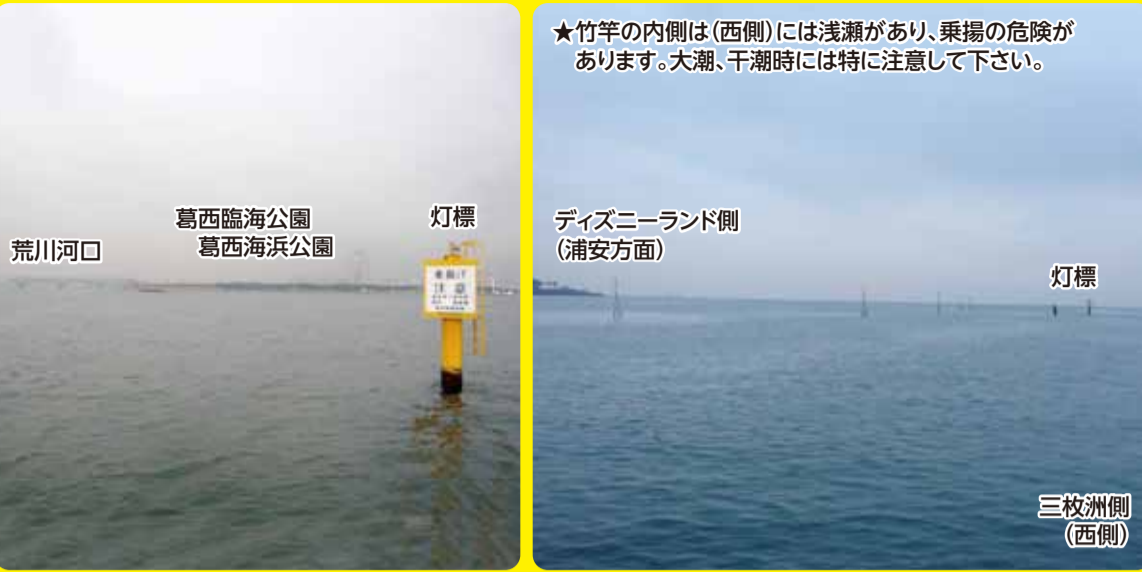 荒川河口
葛西臨海公園
葛西海浜公園
灯標
注意
★竹竿の内側は(西側)には浅瀬があり、乗揚の危険が
あります。大潮、干潮時には特に注意して下さい。
ディズニーランド側
(浦安方面)
灯標
三枚洲側
(西側)